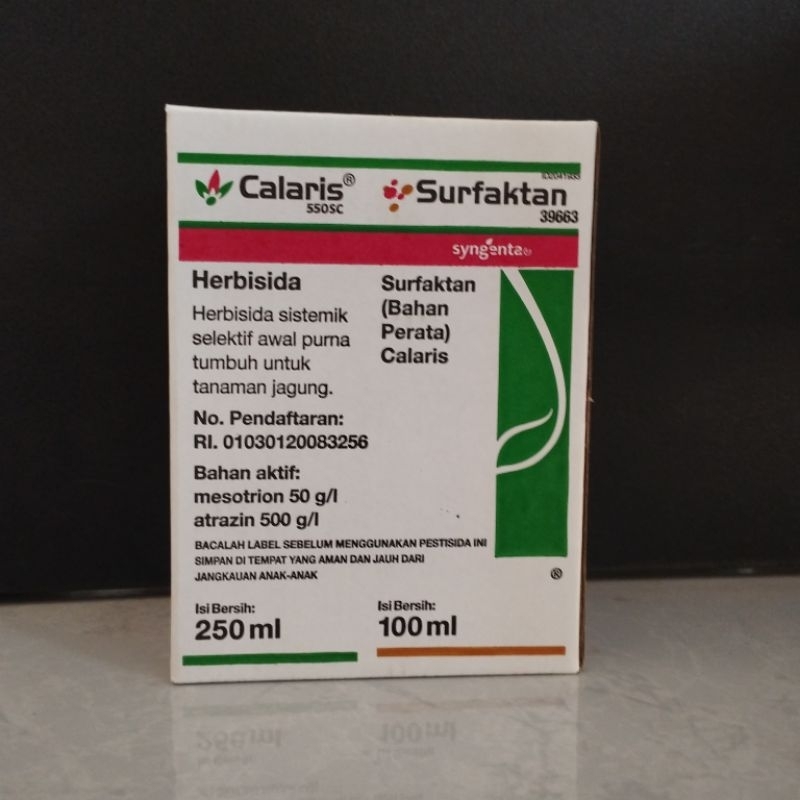 Calaris®
550SC
Surfaktan
39663
syngenta
Herbisida
Herbisida sistemik
selektif awal purna
tumbuh untuk
tanaman jagung.
No. Pendaftaran:
RI. 01030120083256
Bahan aktif:
mesotrion 50 g/l
atrazin 500 g/l
Surfaktan
(Bahan
Perata)
Calaris
BACALAH LABEL SEBELUM MENGGUNAKAN PESTISIDA INI
SIMPAN DI TEMPAT YANG AMAN DAN JAUH DARI
JANGKAUAN ANAK-ANAK
®
Isi Bersih:
250 ml
Isi Bersih:
100 ml